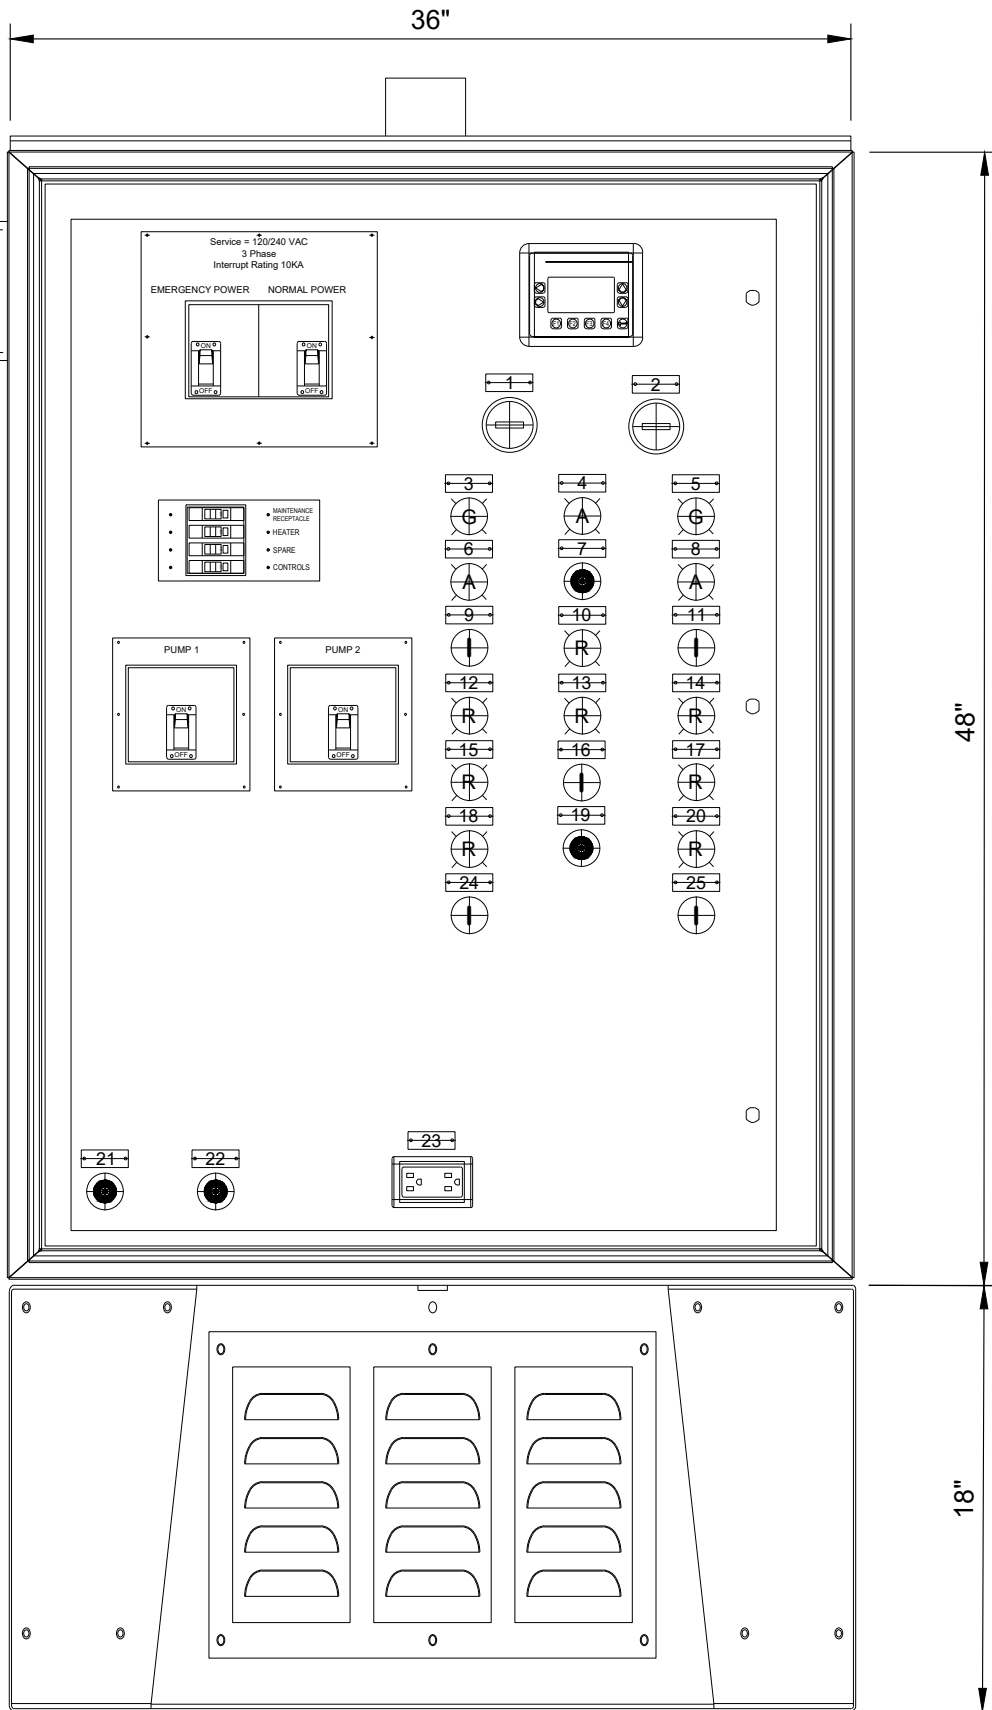 36"
Service = 120/240 VAC
3 Phase
Interrupt Rating 10KA
EMERGENCY POWER NORMAL POWER
ON ON
OFF OFF
1 2
3 4 5
G A G
MAINTENANCE
RECEPTACLE
HEATER
SPARE
CONTROLS
6 7 8
A A
9 10 11
R
PUMP 1 PUMP 2
ON ON
OFF OFF
12 13 14
R R R
48"
15 16 17
R R
18 19 20
R R
24 25
21 22 23
18"